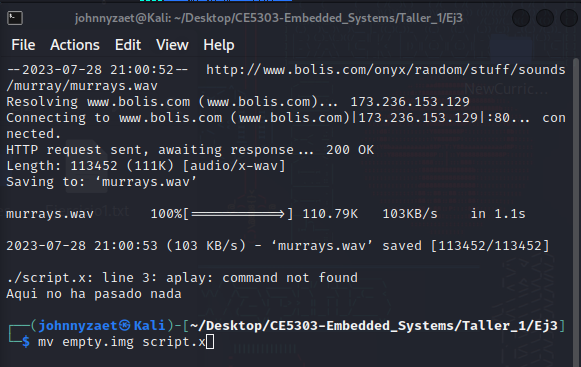 johnnyzaet@Kali: ~/Desktop/CE5303-Embedded_Systems/Taller_1/Ej3
File Actions Edit View Help
--2023-07-28 21:00:52-- http://www.bolis.com/onyx/random/stuff/sounds
/murray/murrays.wav
Resolving www.bolis.com (www.bolis.com)... 173.236.153.129
Connecting to www.bolis.com (www.bolis.com)|173.236.153.129|:80... con
nected.
HTTP request sent, awaiting response... 200 OK
Length: 113452 (111K) [audio/x-wav]
Saving to: ‘murrays.wav’
murrays.wav 100%[===========>] 110.79K 103KB/s in 1.1s
2023-07-28 21:00:53 (103 KB/s) - ‘murrays.wav’ saved [113452/113452]
./script.x: line 3: aplay: command not found
Aqui no ha pasado nada
┌──(johnnyzaet㉿Kali)-[~/Desktop/CE5303-Embedded_Systems/Taller_1/Ej3]
└─$ mv empty.img script.x